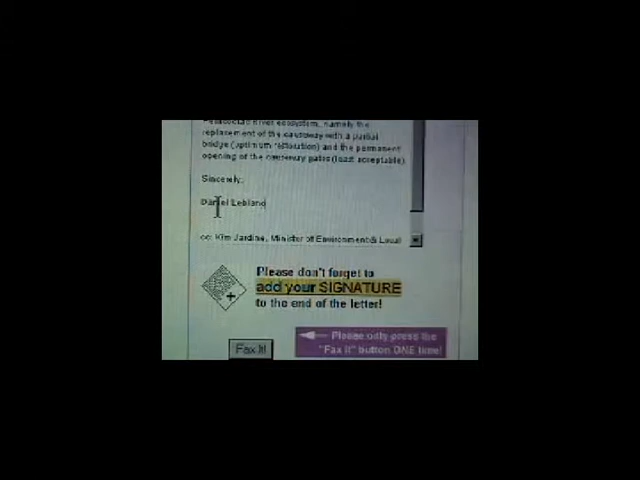 Petitcodiac River ecosystem, namely the
replacement of the causeway with a partial
bridge (optimum restoration) and the permanent
opening of the causeway gates (least acceptable).
Sincerely,
Daniel Leblanc
cc: Kim Jardine, Minister of Environment & Local
Please don't forget to
add your SIGNATURE
to the end of the letter!
Please only press the
Fax It!
"Fax It" button ONE time!